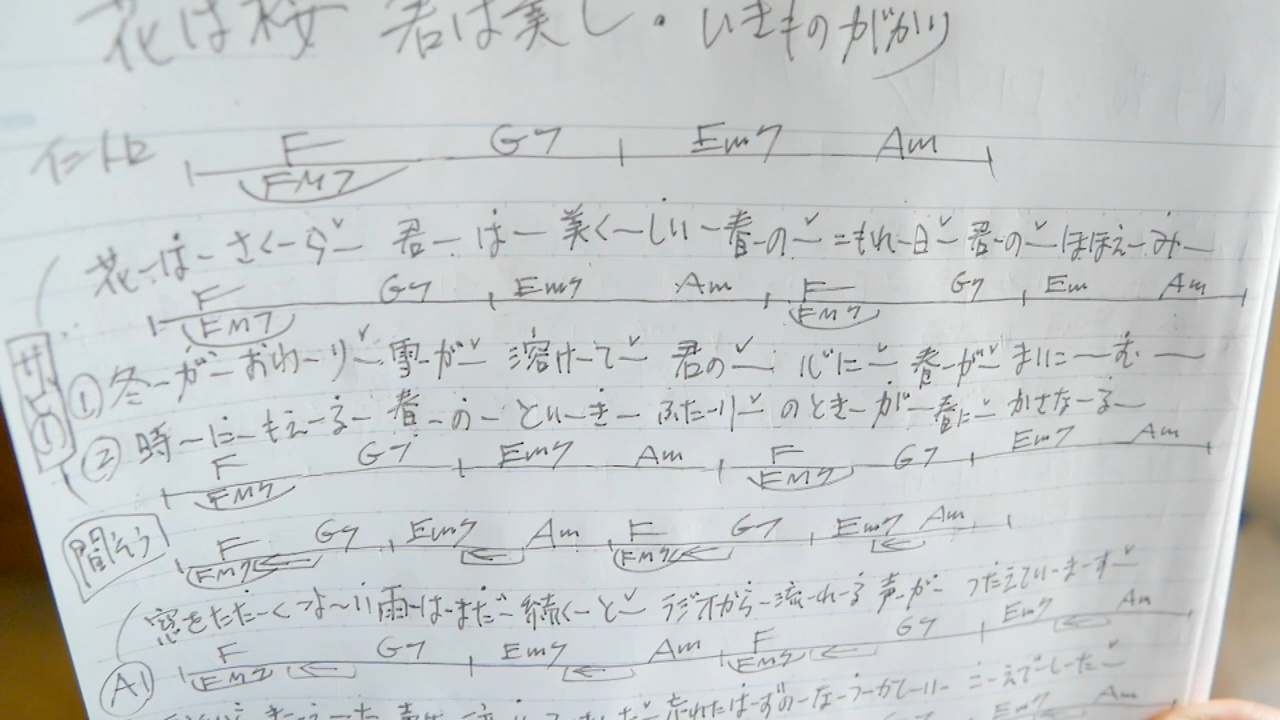 花は桜 君は美し・いきものがかり
イントロ F G7 Em7 Am
FM7
花ーはーさくーらー 君ーはー美くーしいー春ーのー こもれー日ー君ーのーほほえーみー
F G7 Em7 Am F G7 Em Am
FM7 FM7
サビ①
① 冬ーがーおわーりー雪ーがー 溶けーてー 君のー 心にー 春ーがーまいこーむー
② 時ーにーもえーるー春ーのーといーきー ふたーりーのときーがー春にーかさなーるー
F G7 Em7 Am F G7 Em7 Am
FM7 FM7
間そう F G7 Em7 Am F G7 Em7 Am
FM7 FM7
窓をたたーくつよーい雨ーはーまだー続くーとー ラジオからー流ーれーる声ーがー つたえていーまーすー
A1 F G7 Em7 Am F G7 Em7 Am
FM7 FM7
Am